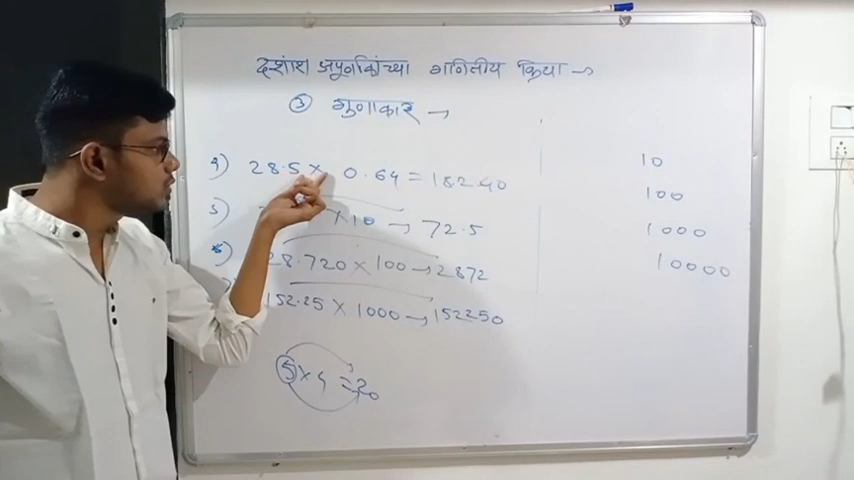 दशांश अपूर्णांकांच्या गणितीय क्रिया →
③ गुणाकार →
28.5 × 0.64 = 18.240
× 10 → 72.5
28.720 × 100 → 2872
152.25 × 1000 → 152250
5 × 4 = 20
10
100
1000
10000